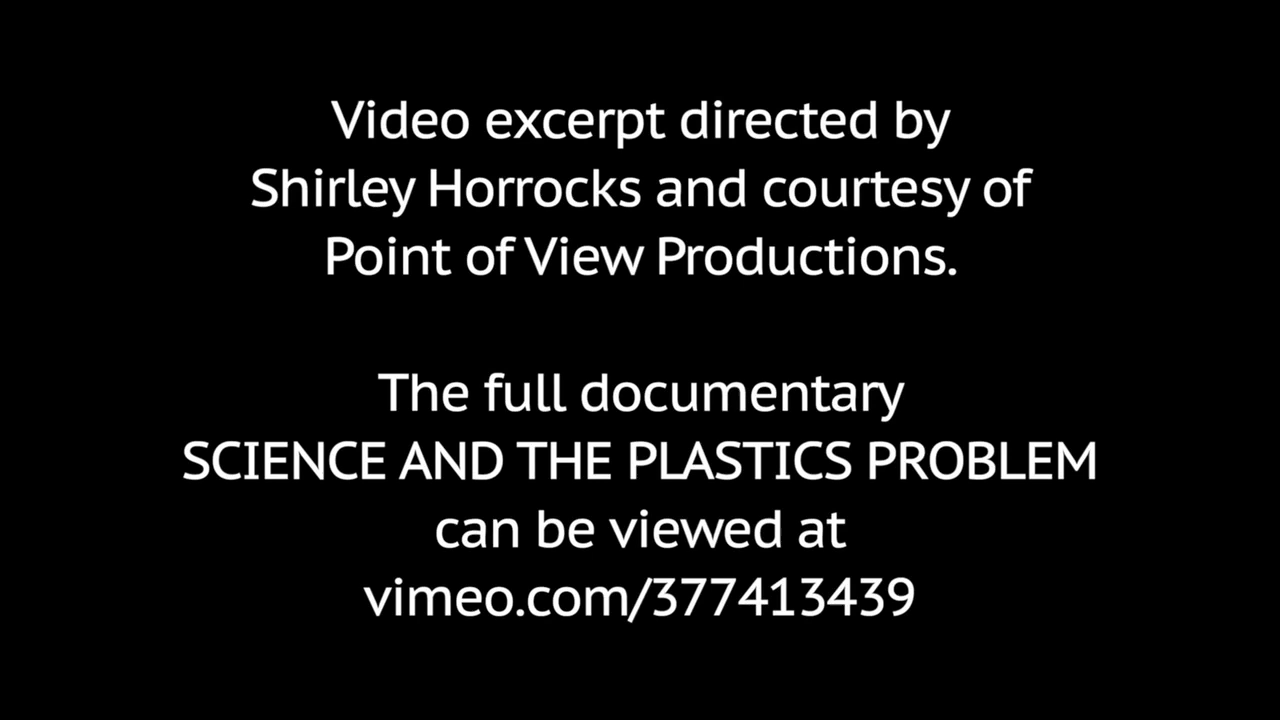 Video excerpt directed by
Shirley Horrocks and courtesy of
Point of View Productions.
The full documentary
SCIENCE AND THE PLASTICS PROBLEM
can be viewed at
vimeo.com/377413439